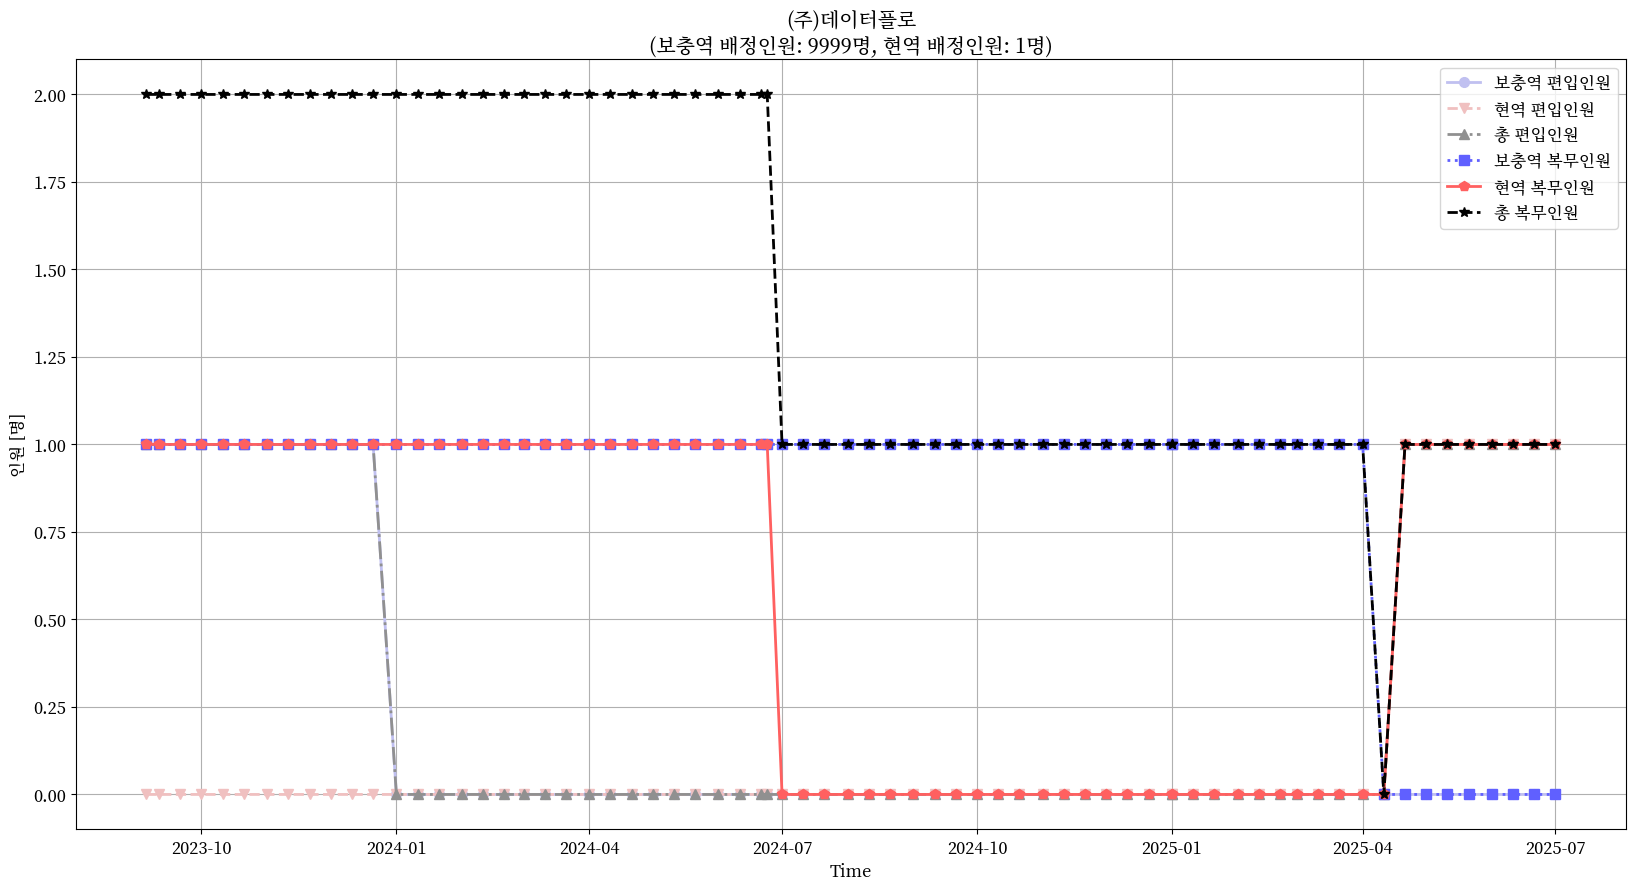 (주)데이터플로
(보충역 배정인원: 9999명, 현역 배정인원: 1명)
보충역 편입인원
현역 편입인원
총 편입인원
보충역 복무인원
현역 복무인원
총 복무인원
인원 [명]
2.00
1.75
1.50
1.25
1.00
0.75
0.50
0.25
0.00
2023-10
2024-01
2024-04
2024-07
2024-10
2025-01
2025-04
2025-07
Time